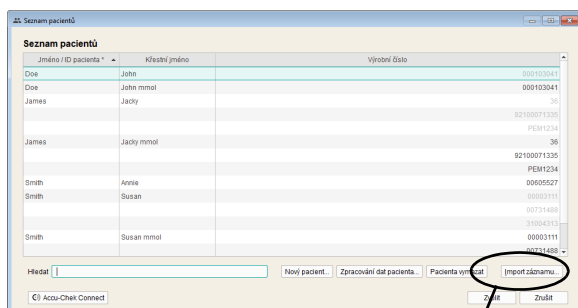 Seznam pacientů
Seznam pacientů
Jméno / ID pacienta * Křestní jméno Výrobní číslo
Doe John 000103041
Doe John mmol 000103041
James Jacky 36
92100071335
PEM1234
James Jacky mmol 36
92100071335
PEM1234
Smith Annie 00605527
Smith Susan 00003111
00731488
31004313
Smith Susan mmol 00003111
00731488
Hledat Nový pacient... Zpracování dat pacienta... Pacienta vymazat Import záznamu...
Accu-Chek Connect Zvolit Zrušit